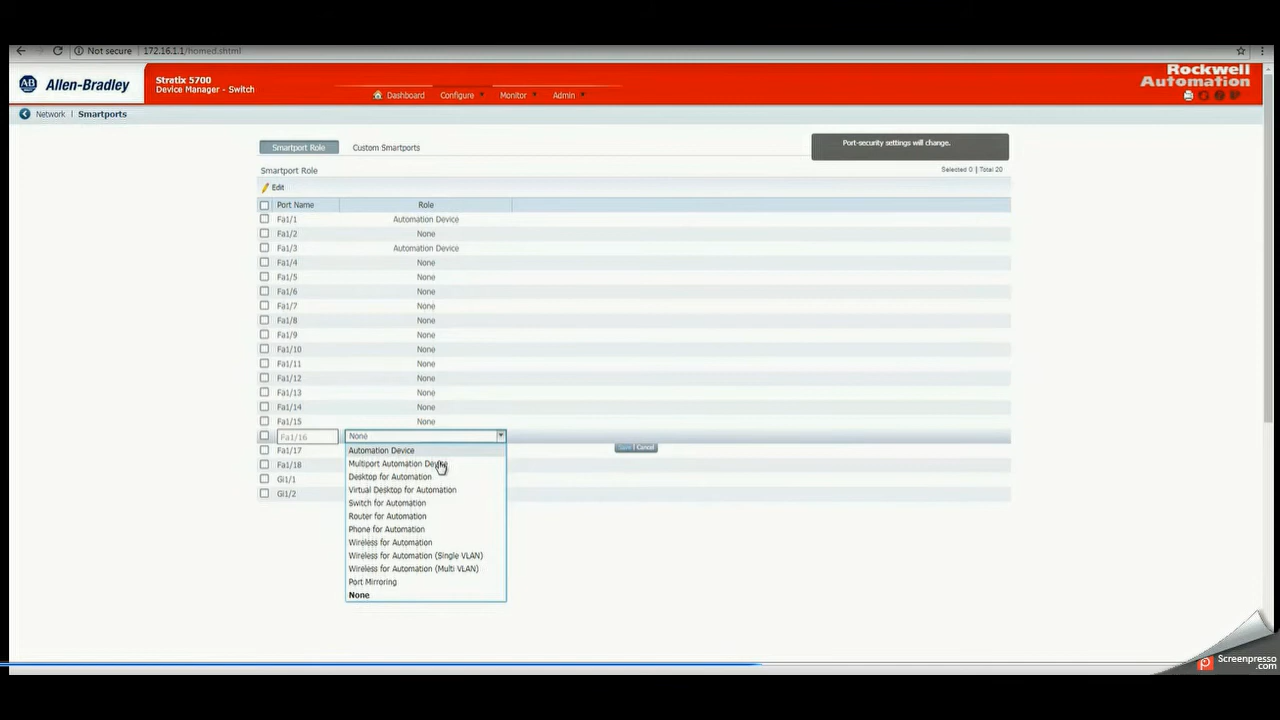 Not secure 172.16.1.1/homed.shtml
AB Allen-Bradley
Stratix 5700
Device Manager - Switch
Dashboard Configure Monitor Admin
Rockwell
Automation
Network | Smartports
Smartport Role Custom Smartports
Port-security settings will change.
Smartport Role
Selected 0 | Total 20
Edit
Port Name Role
Fa1/1 Automation Device
Fa1/2 None
Fa1/3 Automation Device
Fa1/4 None
Fa1/5 None
Fa1/6 None
Fa1/7 None
Fa1/8 None
Fa1/9 None
Fa1/10 None
Fa1/11 None
Fa1/12 None
Fa1/13 None
Fa1/14 None
Fa1/15 None
Fa1/16 None
Save | Cancel
Fa1/17
Fa1/18
Gi1/1
Gi1/2
Automation Device
Multiport Automation Device
Desktop for Automation
Virtual Desktop for Automation
Switch for Automation
Router for Automation
Phone for Automation
Wireless for Automation
Wireless for Automation (Single VLAN)
Wireless for Automation (Multi VLAN)
Port Mirroring
None
Screenpresso
.com